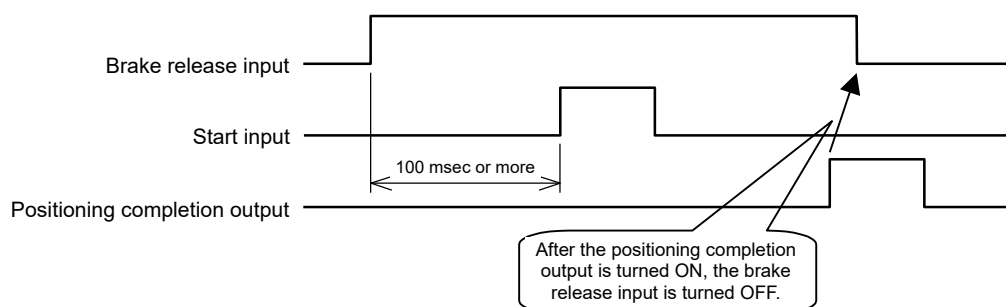 Brake release input
Start input
100 msec or more
Positioning completion output
After the positioning completion
output is turned ON, the brake
release input is turned OFF.